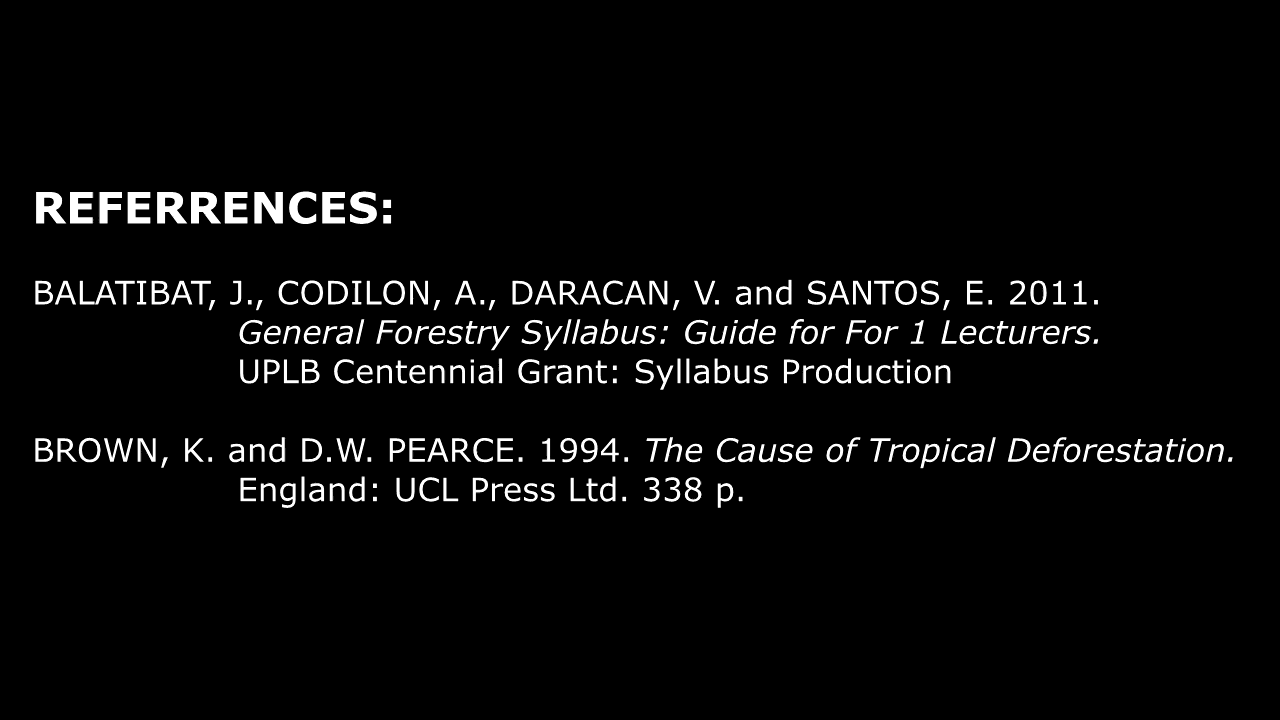 REFERRENCES:
BALATIBAT, J., CODILON, A., DARACAN, V. and SANTOS, E. 2011.
General Forestry Syllabus: Guide for For 1 Lecturers.
UPLB Centennial Grant: Syllabus Production
BROWN, K. and D.W. PEARCE. 1994. The Cause of Tropical Deforestation.
England: UCL Press Ltd. 338 p.